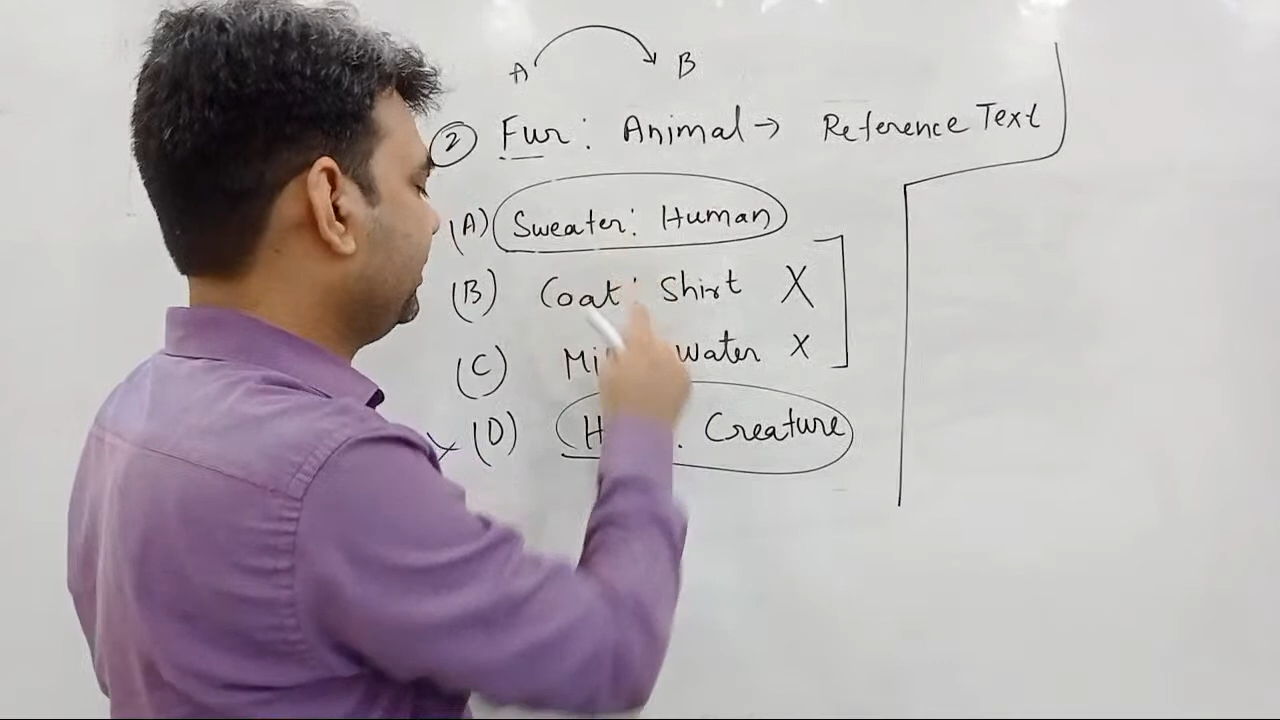 A B
(2) Fur: Animal → Reference Text
(A) Sweater: Human
(B) Coat: Shirt X
(C) water X
(D) Creature